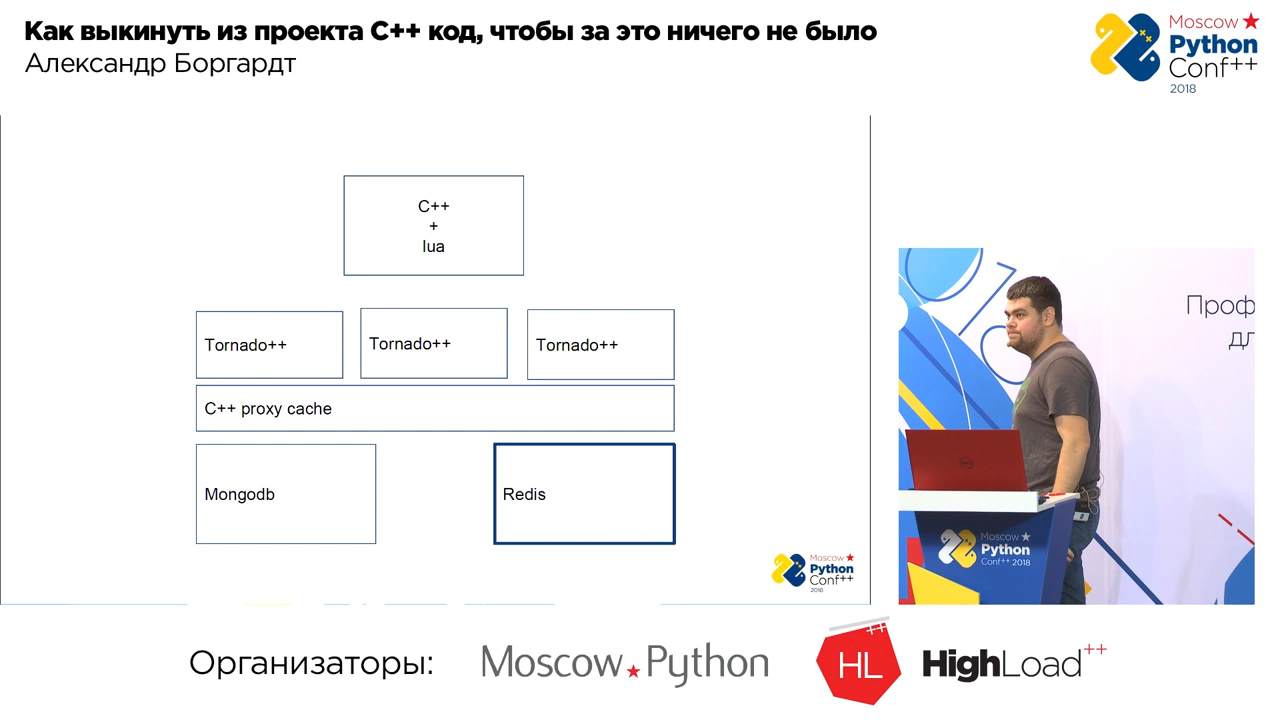 Как выкинуть из проекта C++ код, чтобы за это ничего не было
Александр Боргардт
Moscow
Python
Conf++
2018
C++
+
lua
Tornado++
Tornado++
Tornado++
C++ proxy cache
Mongodb
Redis
Moscow
Python
Conf++
2018
Проф
дл
Moscow
Python
Conf++ 2018
Организаторы:
Moscow Python
HL++
HighLoad++